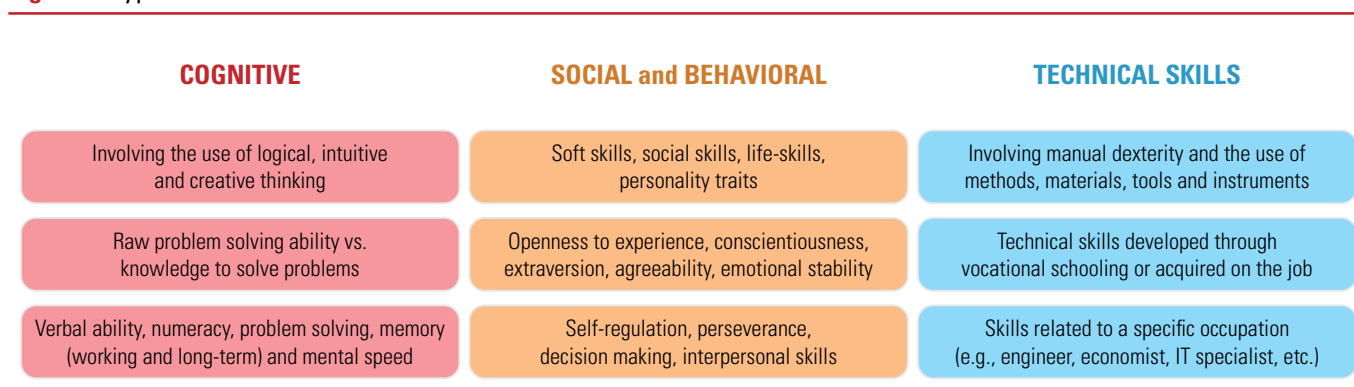 COGNITIVE
Involving the use of logical, intuitive
and creative thinking
Raw problem solving ability vs.
knowledge to solve problems
Verbal ability, numeracy, problem solving, memory
(working and long-term) and mental speed
SOCIAL and BEHAVIORAL
Soft skills, social skills, life-skills,
personality traits
Openness to experience, conscientiousness,
extraversion, agreeability, emotional stability
Self-regulation, perseverance,
decision making, interpersonal skills
TECHNICAL SKILLS
Involving manual dexterity and the use of
methods, materials, tools and instruments
Technical skills developed through
vocational schooling or acquired on the job
Skills related to a specific occupation
(e.g., engineer, economist, IT specialist, etc.)